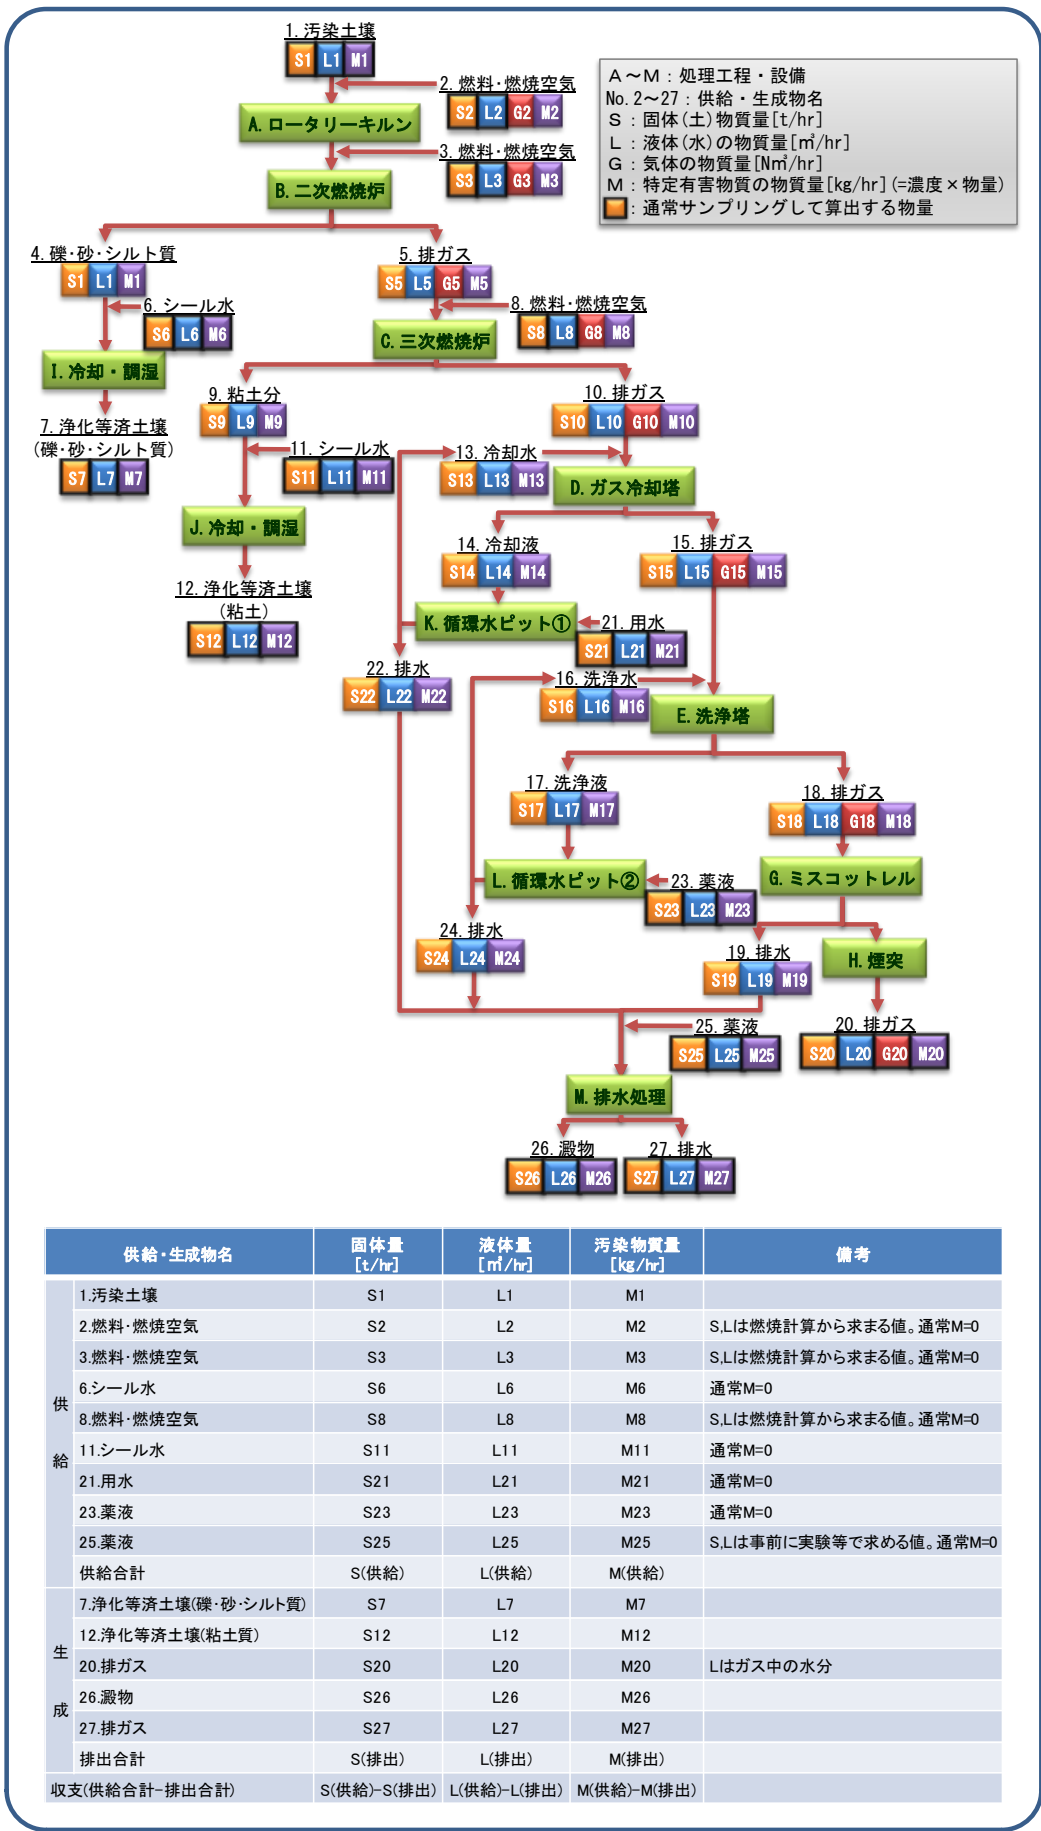 1.汚染土壌
S1 L1 M1
2.燃料・燃焼空気
S2 L2 G2 M2
A.ロータリーキルン
3.燃料・燃焼空気
S3 L3 G3 M3
B.二次燃焼炉
A～M：処理工程・設備
No.2～27：供給・生成物名
S：固体(土)物質量[t/hr]
L：液体(水)の物質量[㎥/hr]
G：気体の物質量[N㎥/hr]
M：特定有害物質の物質量[kg/hr](=濃度×物量)
：通常サンプリングして算出する物量
4.礫・砂・シルト質
S1 L1 M1
5.排ガス
S5 L5 G5 M5
6.シール水
S6 L6 M6
8.燃料・燃焼空気
S8 L8 G8 M8
C.三次燃焼炉
I.冷却・調湿
7.浄化等済土壌
(礫・砂・シルト質)
S7 L7 M7
9.粘土分
S9 L9 M9
10.排ガス
S10 L10 G10 M10
11.シール水
S11 L11 M11
13.冷却水
S13 L13 M13
D.ガス冷却塔
J.冷却・調湿
12.浄化等済土壌
(粘土)
S12 L12 M12
14.冷却液
S14 L14 M14
15.排ガス
S15 L15 G15 M15
K.循環水ピット①
21.用水
S21 L21 M21
22.排水
S22 L22 M22
16.洗浄水
S16 L16 M16
E.洗浄塔
17.洗浄液
S17 L17 M17
18.排ガス
S18 L18 G18 M18
L.循環水ピット②
23.薬液
S23 L23 M23
G.ミスコットレル
24.排水
S24 L24 M24
19.排水
S19 L19 M19
H.煙突
20.排ガス
S20 L20 G20 M20
25.薬液
S25 L25 M25
M.排水処理
26.澱物
S26 L26 M26
27.排水
S27 L27 M27
供給・生成物名 固体量[t/hr] 液体量[㎥/hr] 汚染物質量[kg/hr] 備考
供給
1.汚染土壌 S1 L1 M1
2.燃料・燃焼空気 S2 L2 M2 S,Lは燃焼計算から求まる値。通常M=0
3.燃料・燃焼空気 S3 L3 M3 S,Lは燃焼計算から求まる値。通常M=0
6.シール水 S6 L6 M6 通常M=0
8.燃料・燃焼空気 S8 L8 M8 S,Lは燃焼計算から求まる値。通常M=0
11.シール水 S11 L11 M11 通常M=0
21.用水 S21 L21 M21 通常M=0
23.薬液 S23 L23 M23 通常M=0
25.薬液 S25 L25 M25 S,Lは事前に実験等で求める値。通常M=0
供給合計 S(供給) L(供給) M(供給)
生成
7.浄化等済土壌(礫・砂・シルト質) S7 L7 M7
12.浄化等済土壌(粘土質) S12 L12 M12
20.排ガス S20 L20 M20 Lはガス中の水分
26.澱物 S26 L26 M26
27.排ガス S27 L27 M27
排出合計 S(排出) L(排出) M(排出)
収支(供給合計-排出合計) S(供給)-S(排出) L(供給)-L(排出) M(供給)-M(排出)